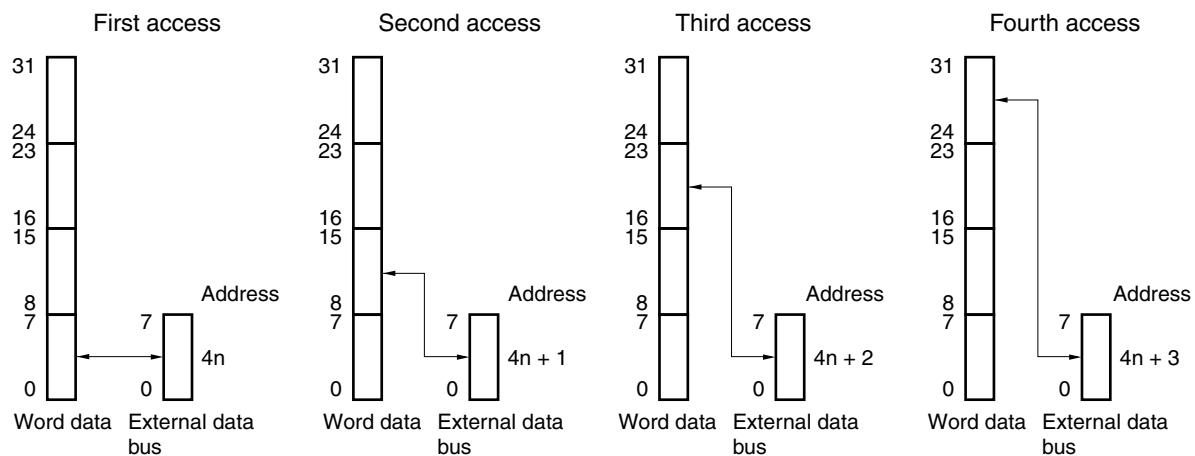 First access
31
24
23
16
15
8
7
0
Address
7
4n
0
Word data
External data
bus
Second access
31
24
23
16
15
8
7
0
Address
7
4n + 1
0
Word data
External data
bus
Third access
31
24
23
16
15
8
7
0
Address
7
4n + 2
0
Word data
External data
bus
Fourth access
31
24
23
16
15
8
7
0
Address
7
4n + 3
0
Word data
External data
bus